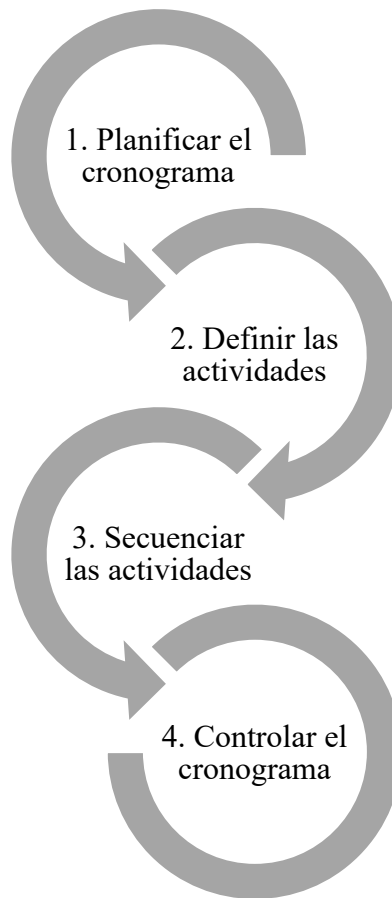 1. Planificar el
cronograma
2. Definir las
actividades
3. Secuenciar
las actividades
4. Controlar el
cronograma